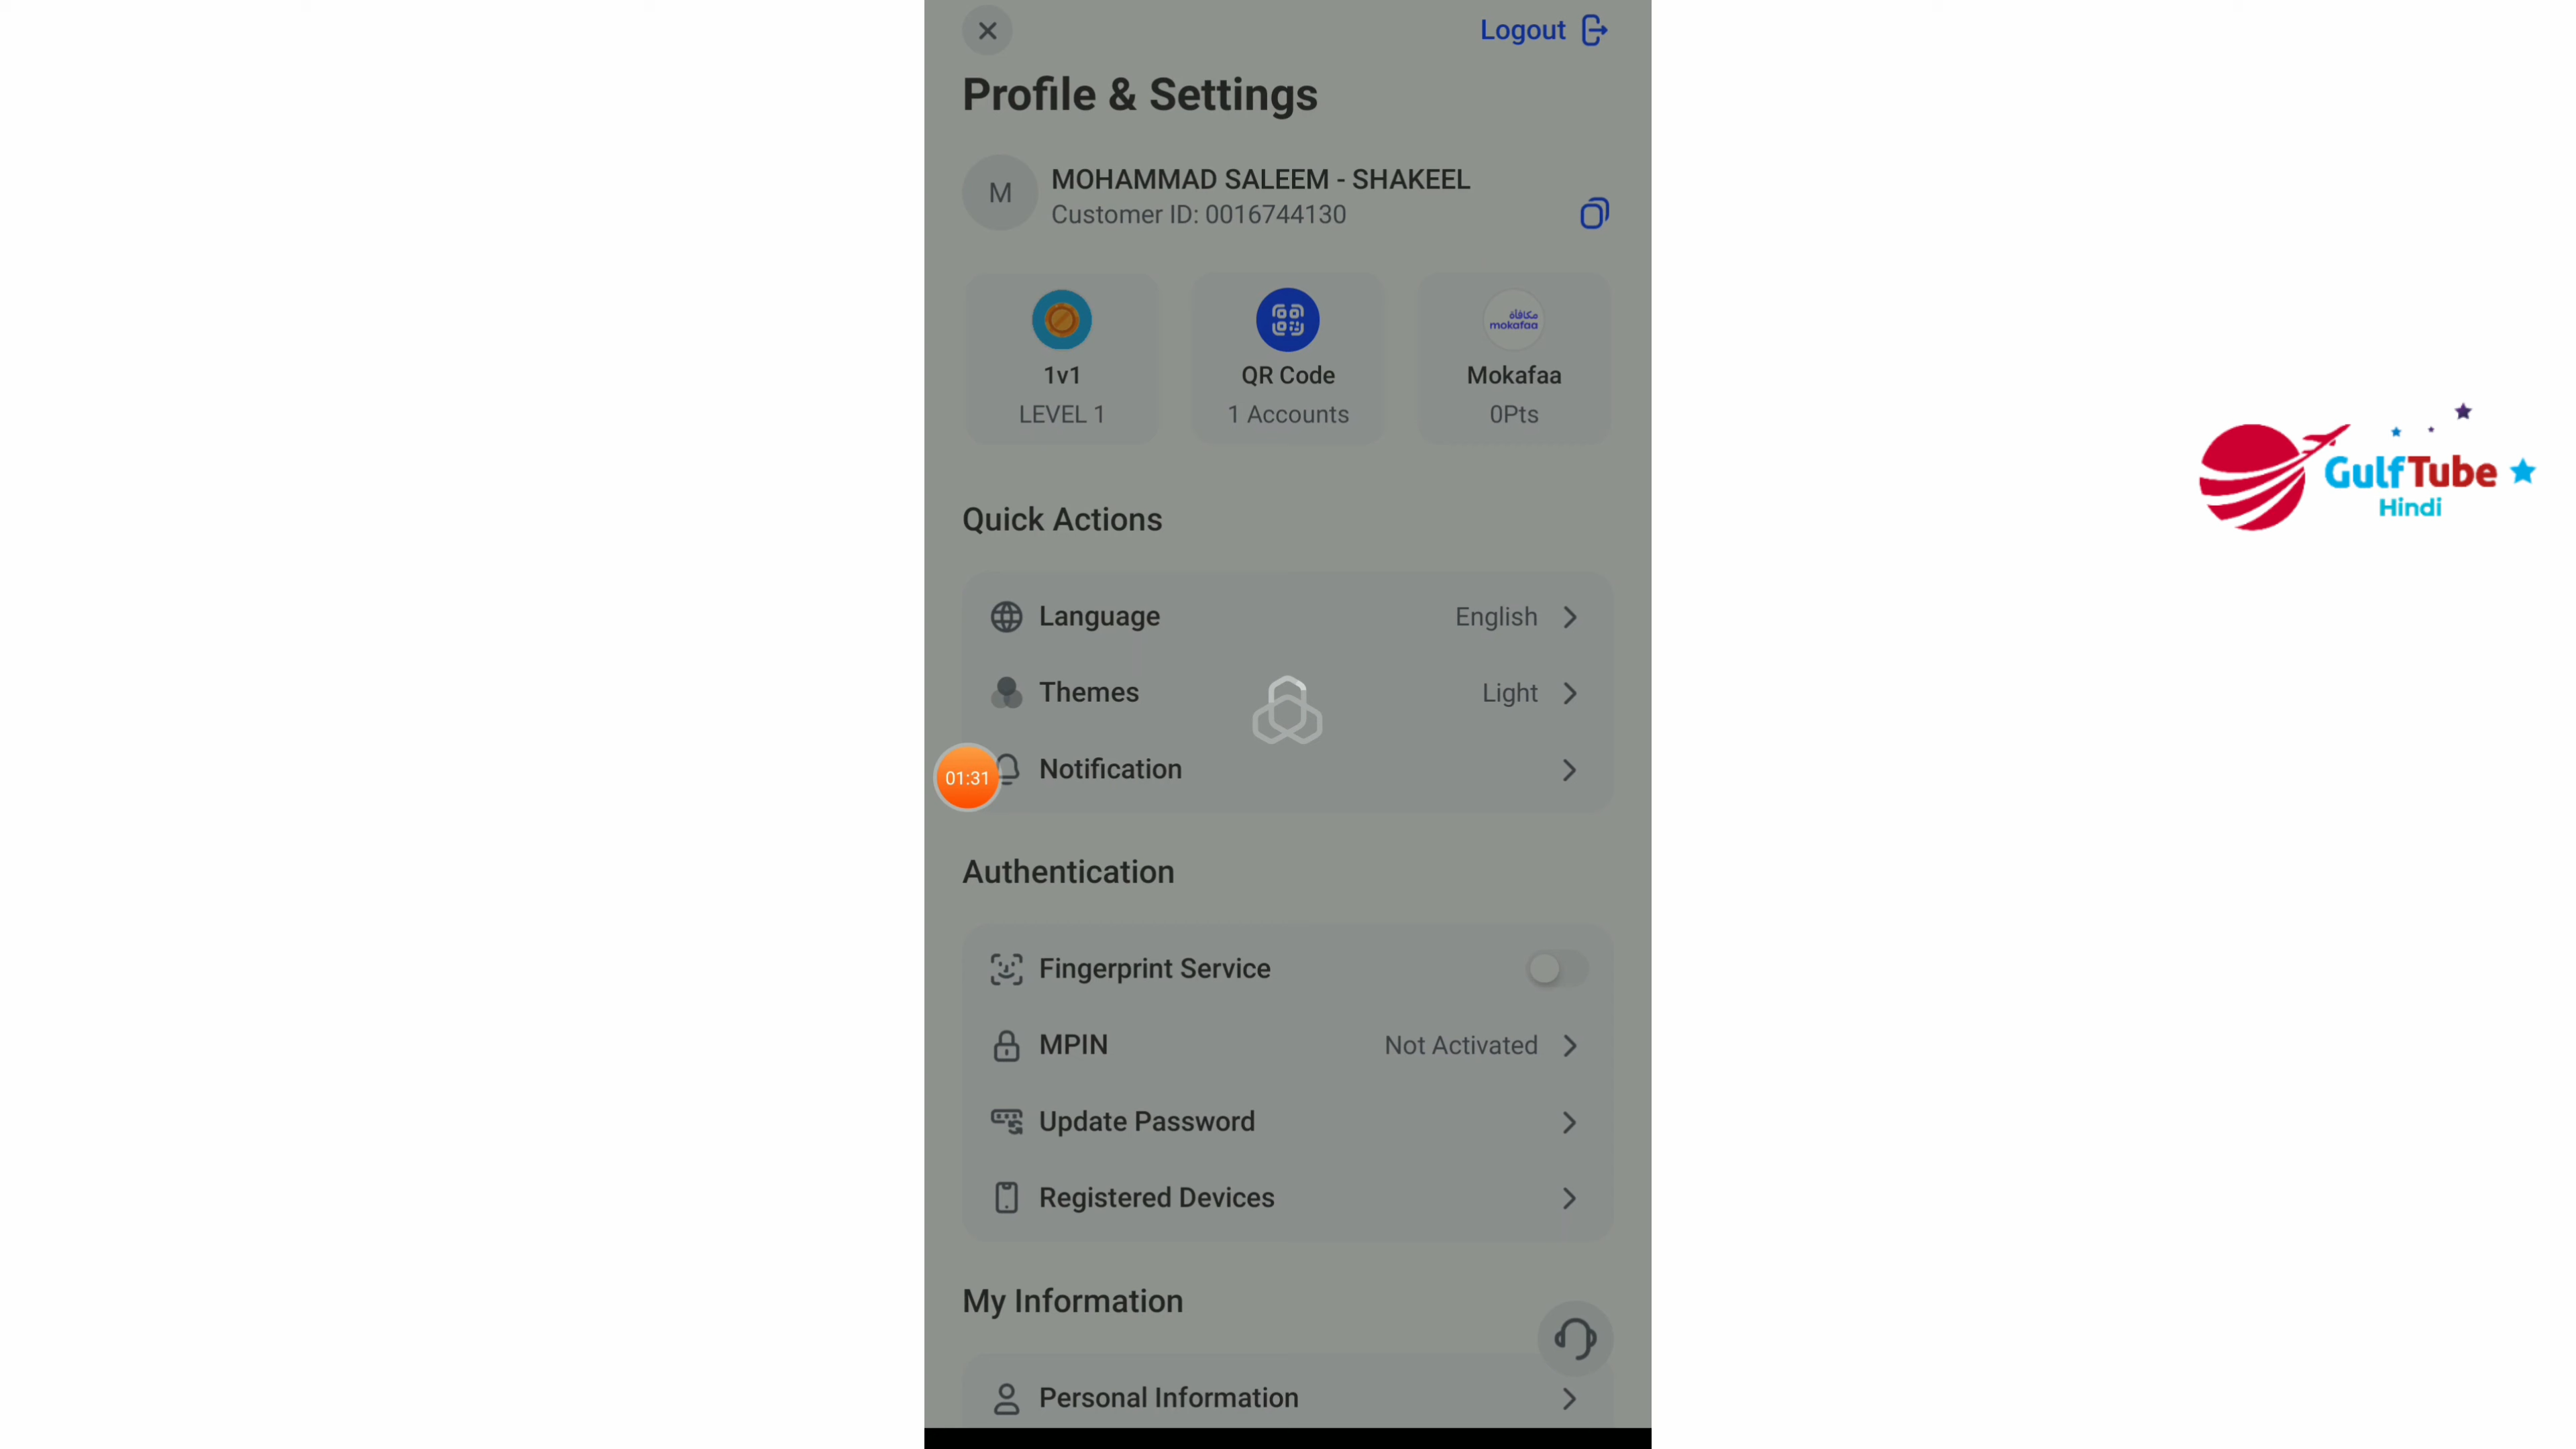 Logout
Profile & Settings
M
MOHAMMAD SALEEM - SHAKEEL
Customer ID: 0016744130
1v1
LEVEL 1
QR Code
1 Accounts
مكافأة
mokafaa
Mokafaa
0Pts
GulfTube
Hindi
Quick Actions
Language English
Themes Light
01:31
Notification
Authentication
Fingerprint Service
MPIN Not Activated
Update Password
Registered Devices
My Information
Personal Information